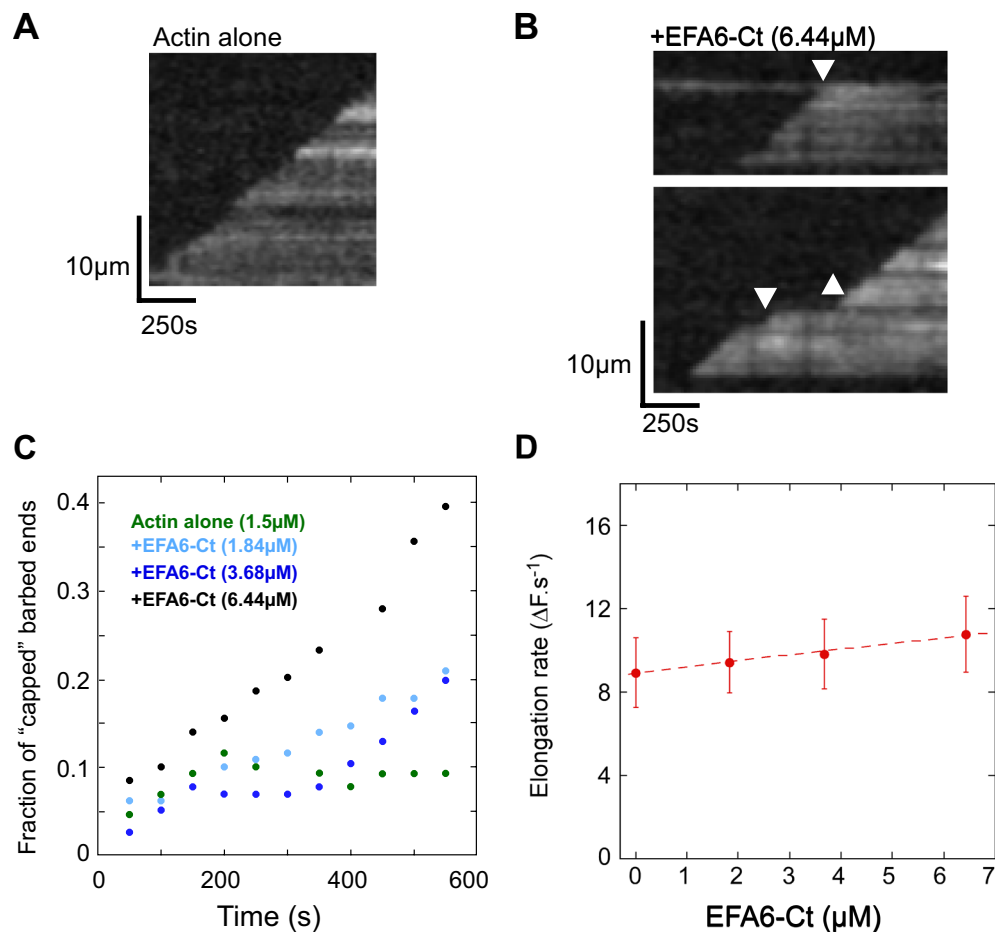 A
Actin alone
10µm
250s
B
+EFA6-Ct (6.44µM)
10µm
250s
C
Fraction of “capped” barbed ends
0.4
0.3
0.2
0.1
0
Actin alone (1.5µM)
+EFA6-Ct (1.84µM)
+EFA6-Ct (3.68µM)
+EFA6-Ct (6.44µM)
0 200 400 600
Time (s)
D
Elongation rate (ΔF.s-1)
16
12
8
4
0
0 1 2 3 4 5 6 7
EFA6-Ct (µM)